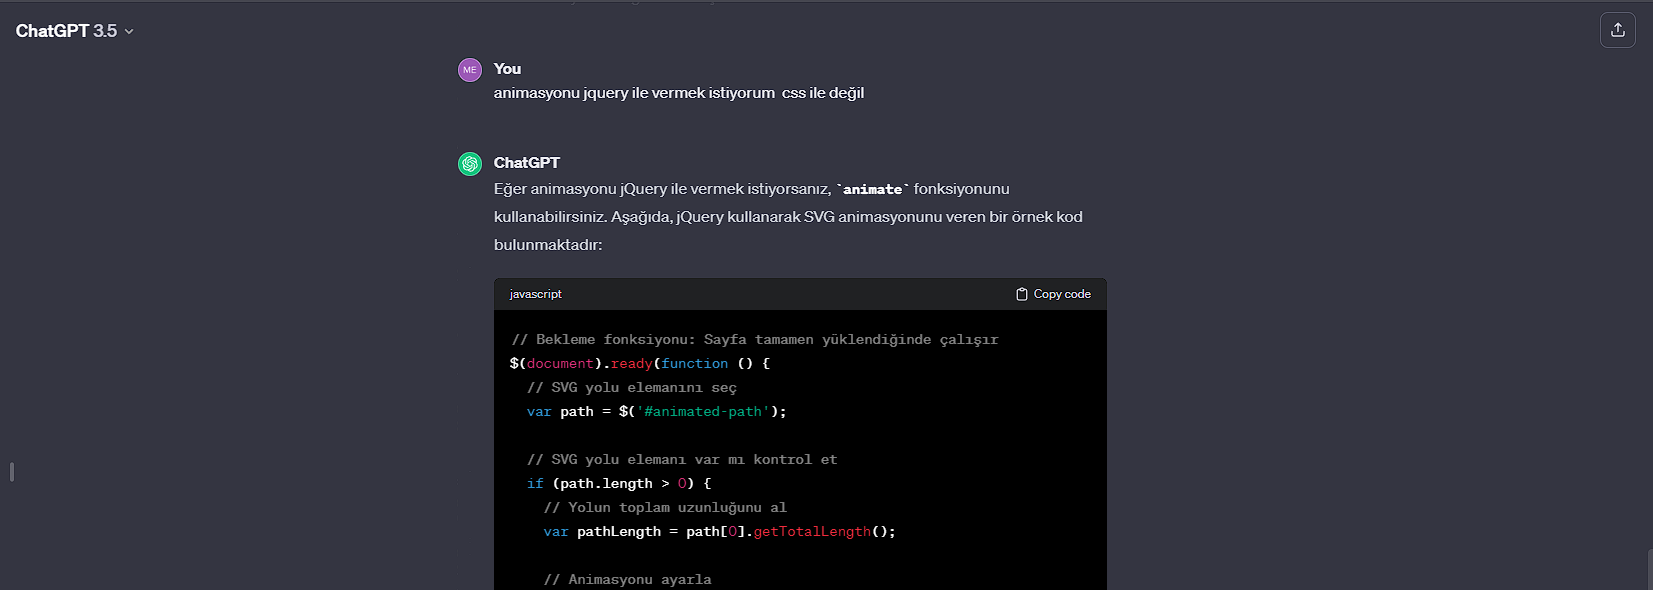 ChatGPT 3.5
ME
You
animasyonu jquery ile vermek istiyorum  css ile değil
ChatGPT
Eğer animasyonu jQuery ile vermek istiyorsanız, `animate` fonksiyonunu
kullanabilirsiniz. Aşağıda, jQuery kullanarak SVG animasyonunu veren bir örnek kod
bulunmaktadır:
javascript
Copy code
// Bekleme fonksiyonu: Sayfa tamamen yüklendiğinde çalışır
$(document).ready(function () {
  // SVG yolu elemanını seç
  var path = $('#animated-path');
  // SVG yolu elemanı var mı kontrol et
  if (path.length > 0) {
    // Yolun toplam uzunluğunu al
    var pathLength = path[0].getTotalLength();
    // Animasyonu ayarla